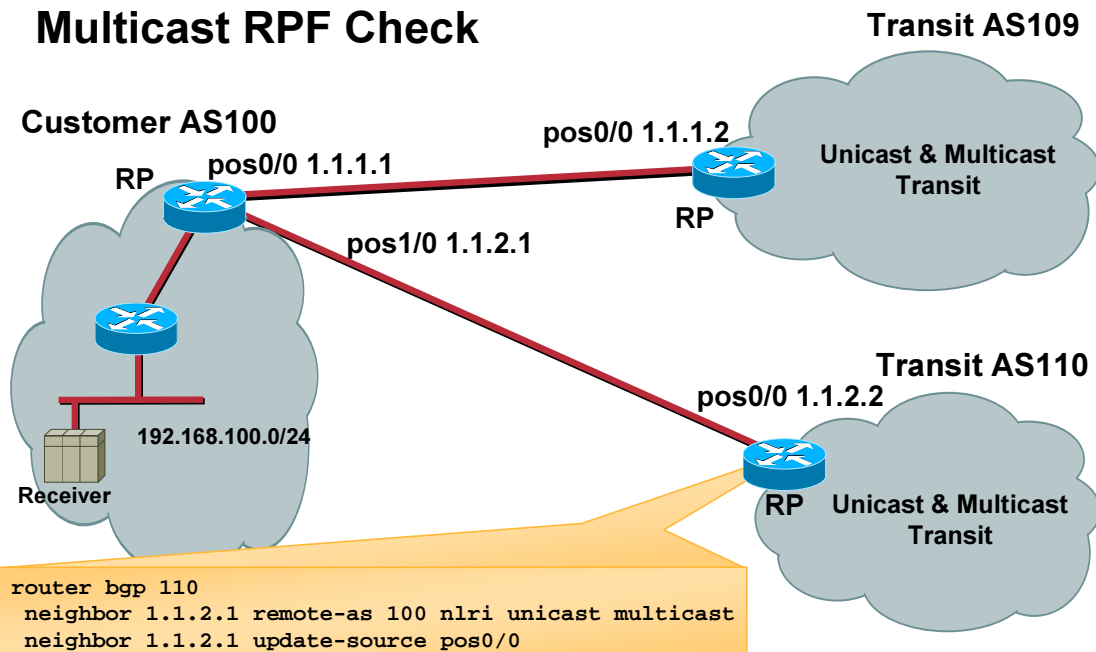 Multicast RPF Check
Transit AS109
Customer AS100
pos0/0 1.1.1.2
Unicast & Multicast
Transit
RP
pos0/0 1.1.1.1
RP
pos1/0 1.1.2.1
Transit AS110
pos0/0 1.1.2.2
192.168.100.0/24
Receiver
RP
Unicast & Multicast
Transit
router bgp 110
neighbor 1.1.2.1 remote-as 100 nlri unicast multicast
neighbor 1.1.2.1 update-source pos0/0